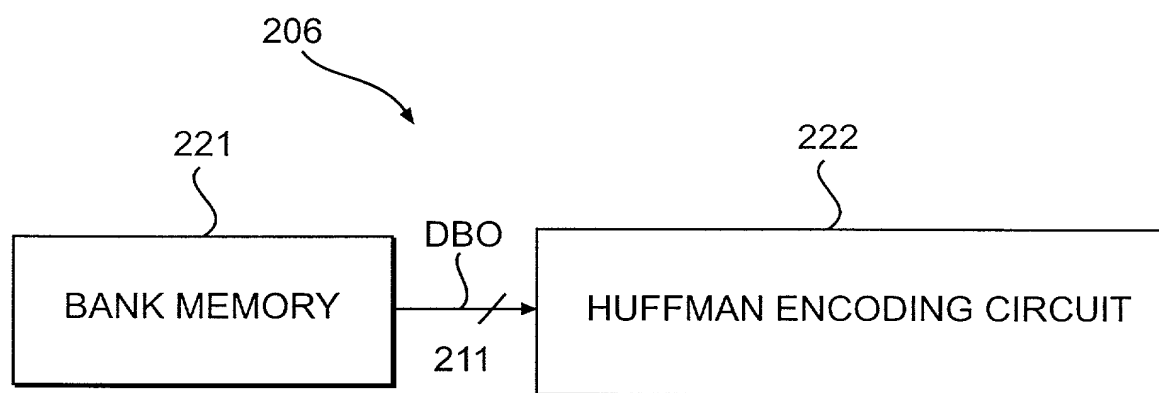 206
221
222
DBO
BANK MEMORY
HUFFMAN ENCODING CIRCUIT
211